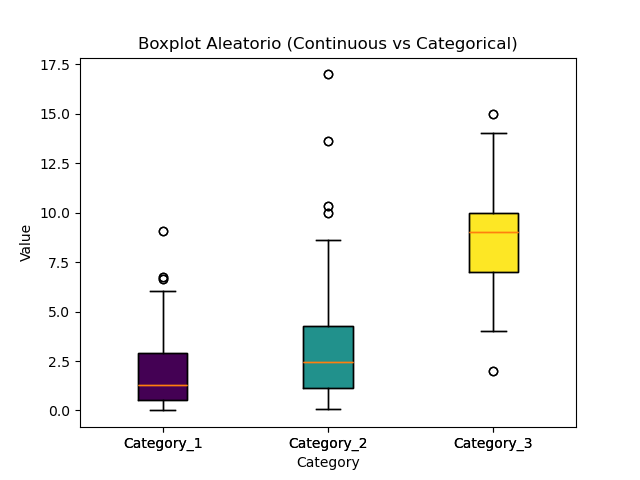 Boxplot Aleatorio (Continuous vs Categorical)
17.5
15.0
12.5
10.0
7.5
5.0
2.5
0.0
Value
Category_1 Category_2 Category_3
Category